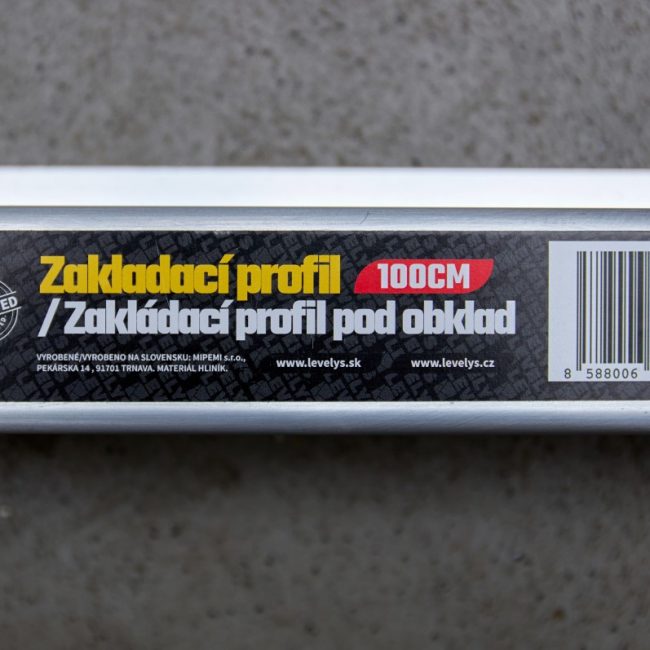 Zakladací profil 100CM
/ Zakládací profil pod obklad
VYROBENÉ/VYROBENO NA SLOVENSKU: MIPEMI s.r.o.,
PEKÁRSKA 14 , 91701 TRNAVA. MATERIÁL HLINÍK.
www.levelys.sk www.levelys.cz
8 588006